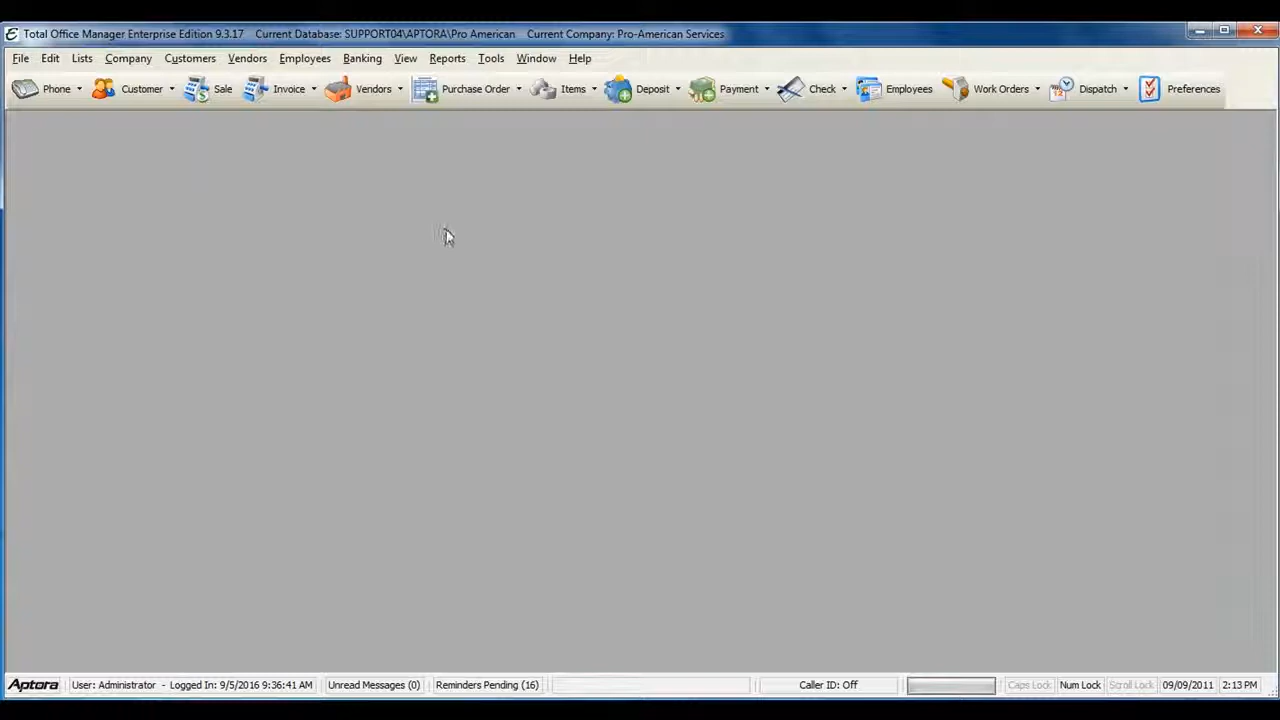 Total Office Manager Enterprise Edition 9.3.17 Current Database: SUPPORT04\APTORA\Pro American Current Company: Pro-American Services
File Edit Lists Company Customers Vendors Employees Banking View Reports Tools Window Help
Phone Customer Sale Invoice Vendors Purchase Order Items Deposit Payment Check Employees Work Orders Dispatch Preferences
Aptora User: Administrator - Logged In: 9/5/2016 9:36:41 AM Unread Messages (0) Reminders Pending (16) Caller ID: Off Caps Lock Num Lock Scroll Lock 09/09/2011 2:13 PM